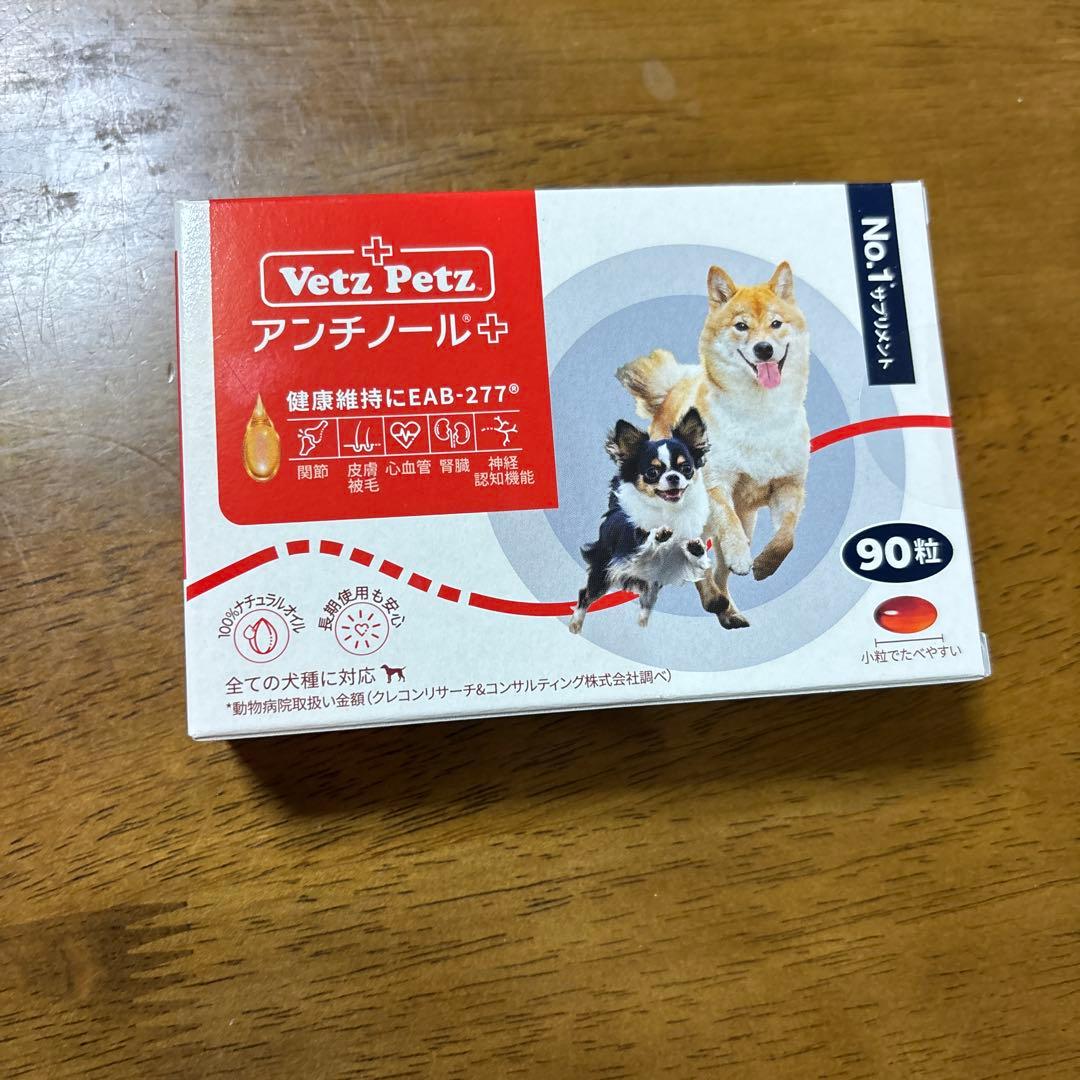 Vetz Petz
アンチノール®+
健康維持にEAB-277®
関節
皮膚
被毛
心血管
腎臓
神経
認知機能
No.1*サプリメント
90粒
小粒でたべやすい
100%ナチュラルオイル
長期使用も安心
全ての犬種に対応
*動物病院取扱い金額(クレコンリサーチ&コンサルティング株式会社調べ)